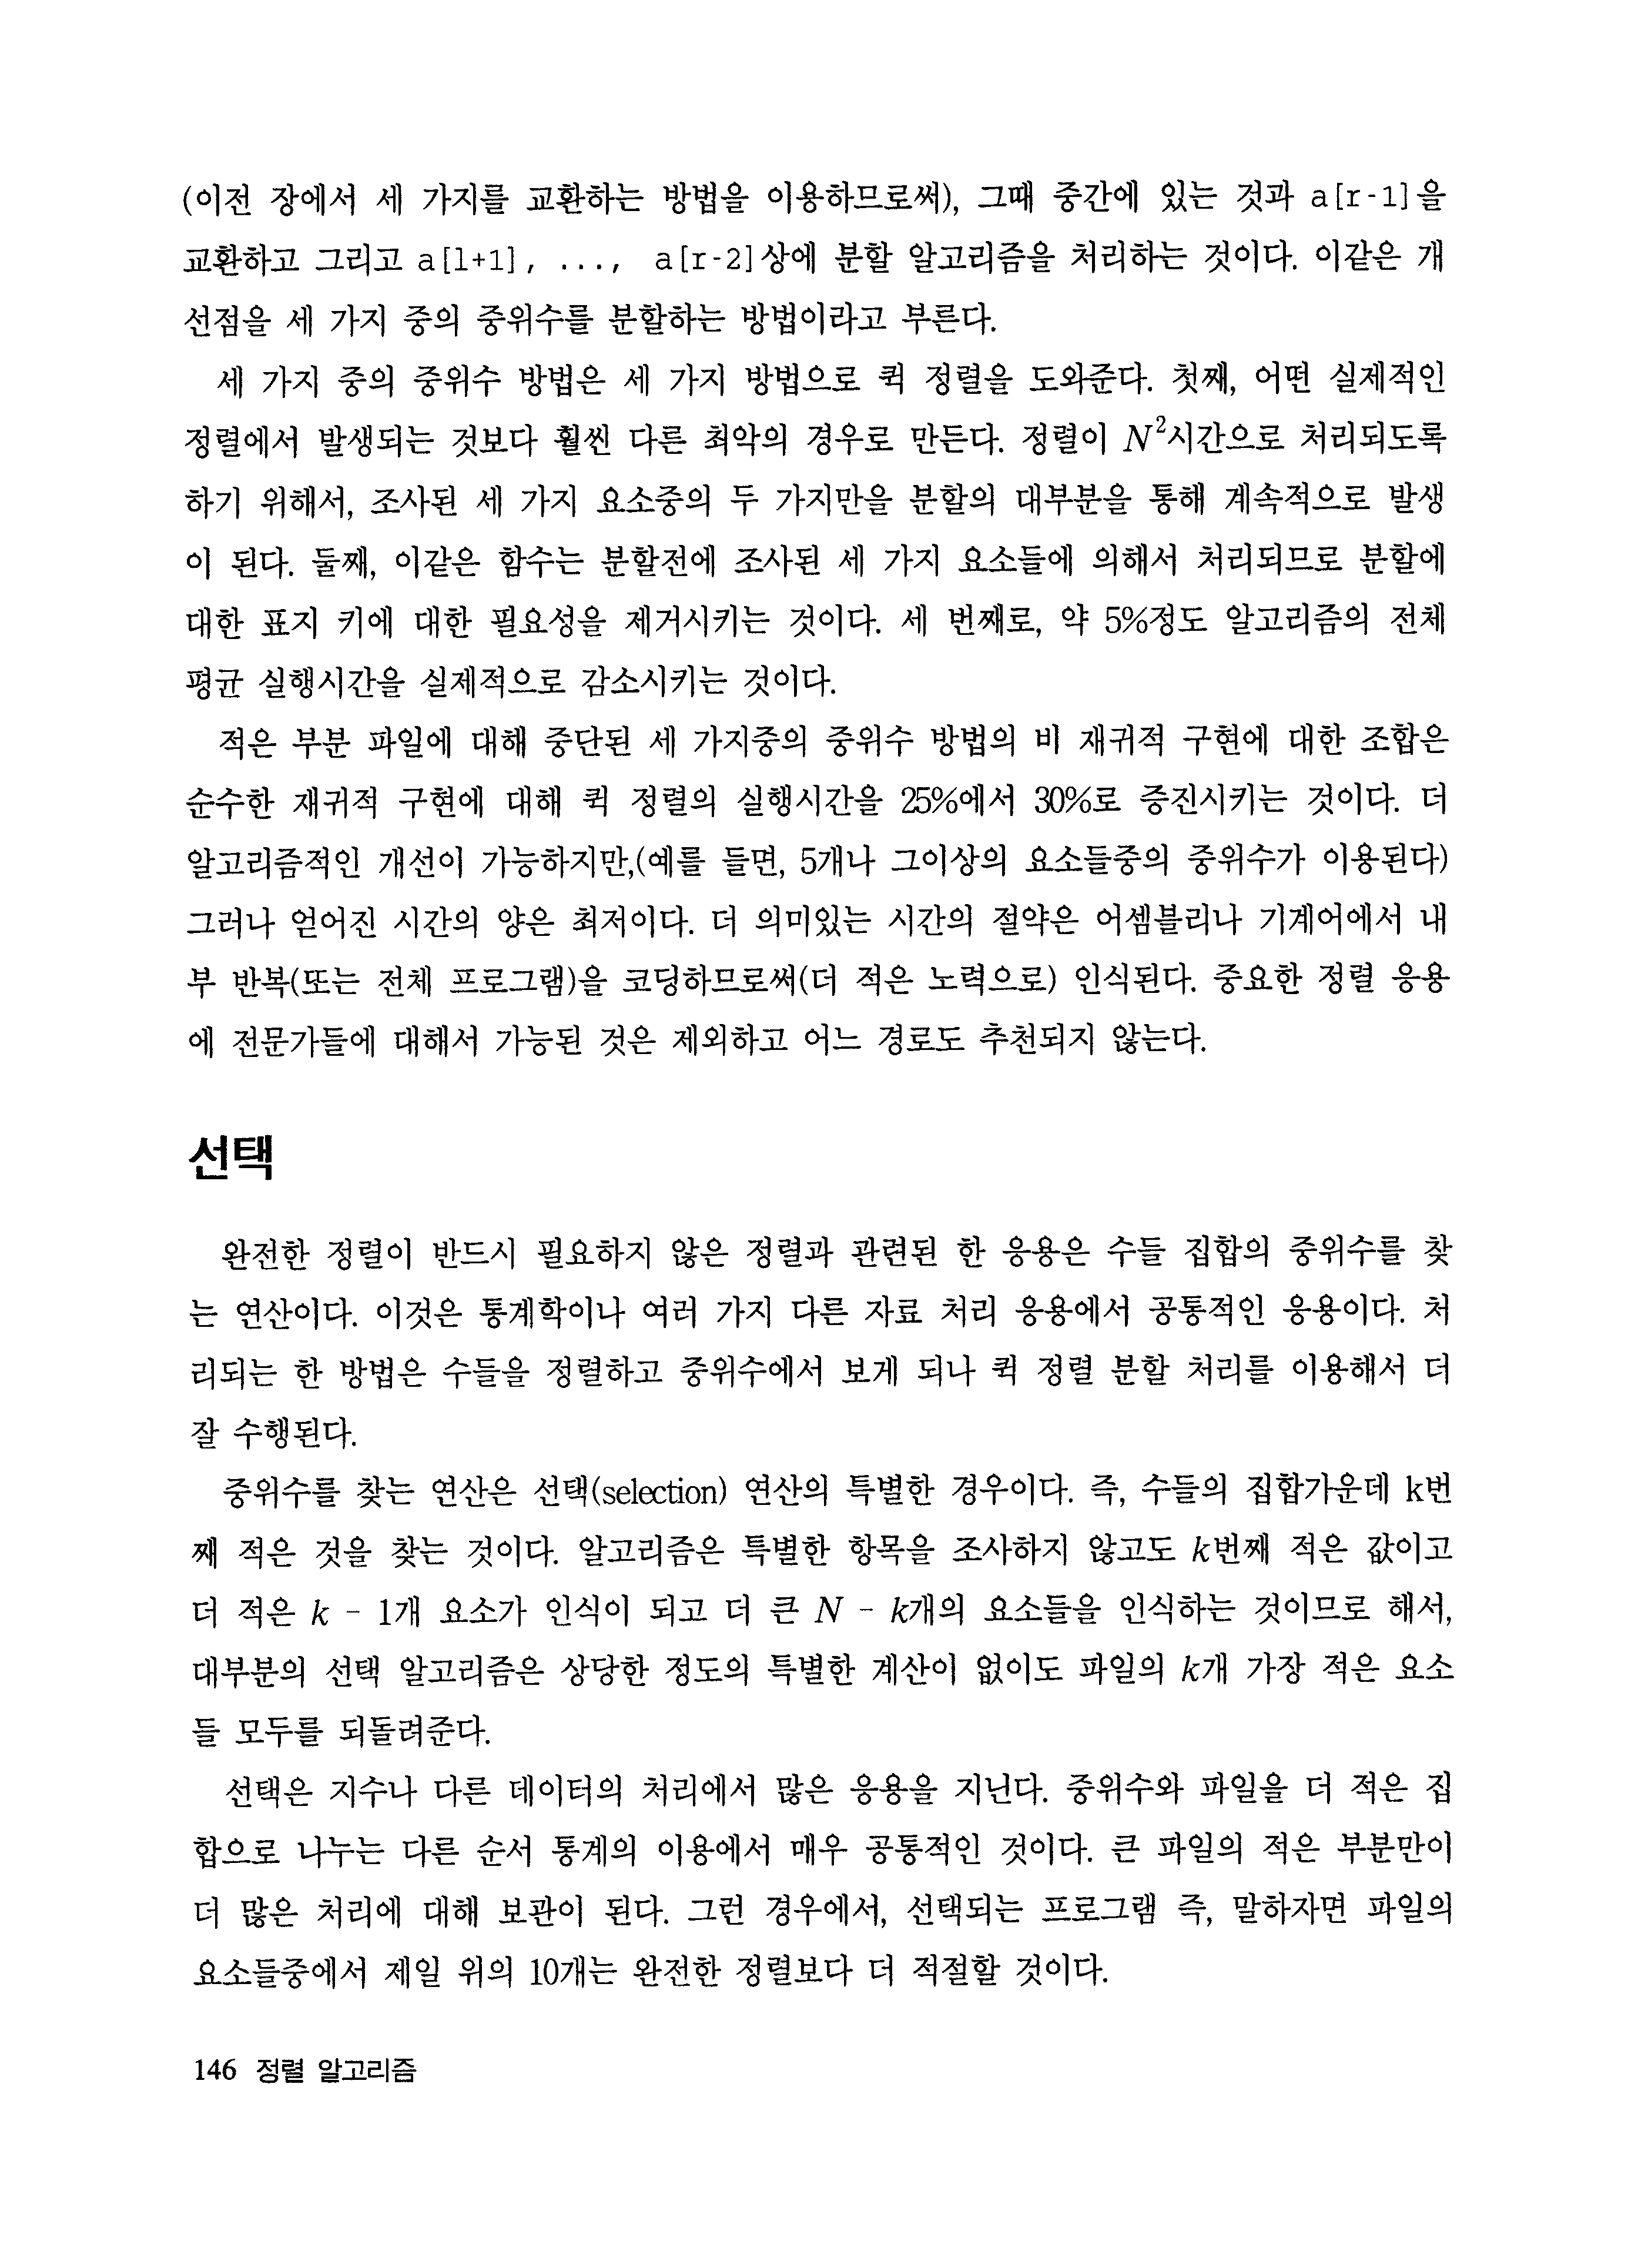 (이전 장에서 세 가지를 교환하는 방법을 이용하므로써), 그때 중간에 있는 것과 a[r-1]을
교환하고 그리고 a[l+1], ..., a[r-2]상에 분할 알고리즘을 처리하는 것이다. 이같은 개
선점을 세 가지 중의 중위수를 분할하는 방법이라고 부른다.
세 가지 중의 중위수 방법은 세 가지 방법으로 퀵 정렬을 도와준다. 첫째, 어떤 실제적인
정렬에서 발생되는 것보다 훨씬 다른 최악의 경우로 만든다. 정렬이 N²시간으로 처리되도록
하기 위해서, 조사된 세 가지 요소중의 두 가지만을 분할의 대부분을 통해 계속적으로 발생
이 된다. 둘째, 이같은 함수는 분할전에 조사된 세 가지 요소들에 의해서 처리되므로 분할에
대한 표지 키에 대한 필요성을 제거시키는 것이다. 세 번째로, 약 5%정도 알고리즘의 전체
평균 실행시간을 실제적으로 감소시키는 것이다.
적은 부분 파일에 대해 중단된 세 가지중의 중위수 방법의 비 재귀적 구현에 대한 조합은
순수한 재귀적 구현에 대해 퀵 정렬의 실행시간을 25%에서 30%로 증진시키는 것이다. 더
알고리즘적인 개선이 가능하지만,(예를 들면, 5개나 그이상의 요소들중의 중위수가 이용된다)
그러나 얻어진 시간의 양은 최저이다. 더 의미있는 시간의 절약은 어셈블리나 기계어에서 내
부 반복(또는 전체 프로그램)을 코딩하므로써(더 적은 노력으로) 인식된다. 중요한 정렬 응용
에 전문가들에 대해서 가능된 것은 제외하고 어느 경로도 추천되지 않는다.
선택
완전한 정렬이 반드시 필요하지 않은 정렬과 관련된 한 응용은 수들 집합의 중위수를 찾
는 연산이다. 이것은 통계학이나 여러 가지 다른 자료 처리 응용에서 공통적인 응용이다. 처
리되는 한 방법은 수들을 정렬하고 중위수에서 보게 되나 퀵 정렬 분할 처리를 이용해서 더
잘 수행된다.
중위수를 찾는 연산은 선택(selection) 연산의 특별한 경우이다. 즉, 수들의 집합가운데 k번
째 적은 것을 찾는 것이다. 알고리즘은 특별한 항목을 조사하지 않고도 k번째 적은 값이고
더 적은 k - 1개 요소가 인식이 되고 더 큰 N - k개의 요소들을 인식하는 것이므로 해서,
대부분의 선택 알고리즘은 상당한 정도의 특별한 계산이 없이도 파일의 k개 가장 적은 요소
들 모두를 되돌려준다.
선택은 지수나 다른 데이터의 처리에서 많은 응용을 지닌다. 중위수와 파일을 더 적은 집
합으로 나누는 다른 순서 통계의 이용에서 매우 공통적인 것이다. 큰 파일의 적은 부분만이
더 많은 처리에 대해 보관이 된다. 그런 경우에서, 선택되는 프로그램 즉, 말하자면 파일의
요소들중에서 제일 위의 10개는 완전한 정렬보다 더 적절할 것이다.
146 정렬 알고리즘